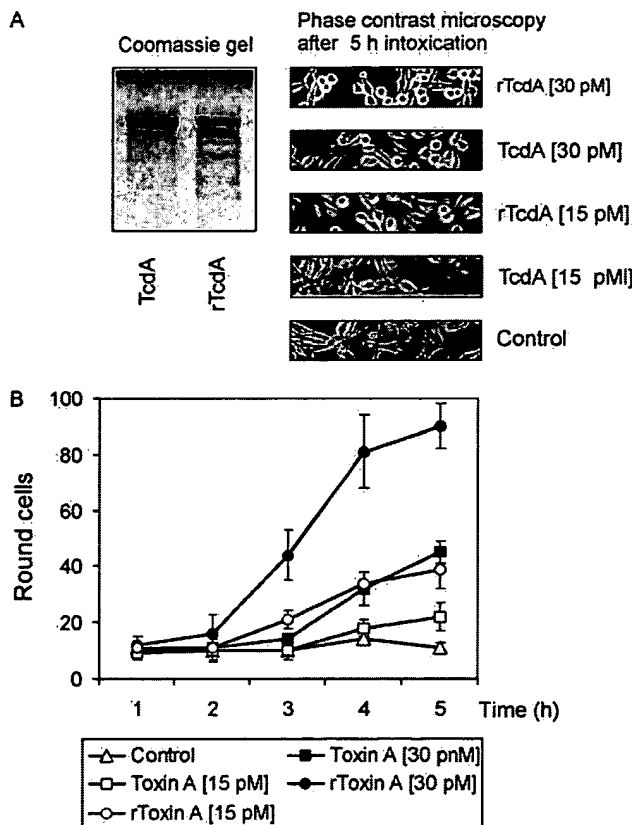 A
Coomassie gel
Phase contrast microscopy
after 5 h intoxication
rTcdA [30 pM]
TcdA [30 pM]
rTcdA [15 pM]
TcdA [15 pMl]
Control
TcdA
rTcdA
B
Round cells
100
80
60
40
20
0
1 2 3 4 5 Time (h)
Control
Toxin A [30 pnM]
Toxin A [15 pM]
rToxin A [30 pM]
rToxin A [15 pM]